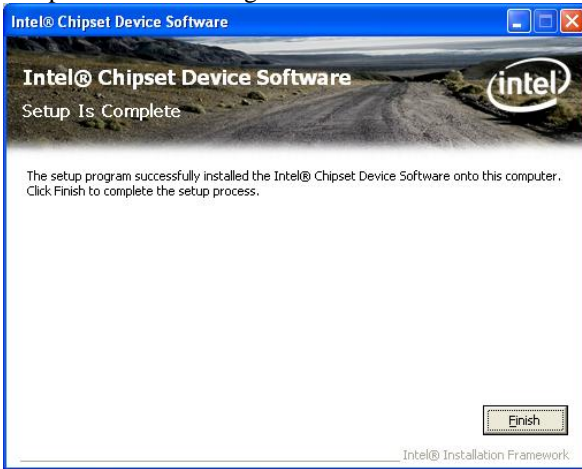 Intel® Chipset Device Software
Intel® Chipset Device Software
intel
Setup Is Complete
The setup program successfully installed the Intel® Chipset Device Software onto this computer.
Click Finish to complete the setup process.
Finish
Intel® Installation Framework